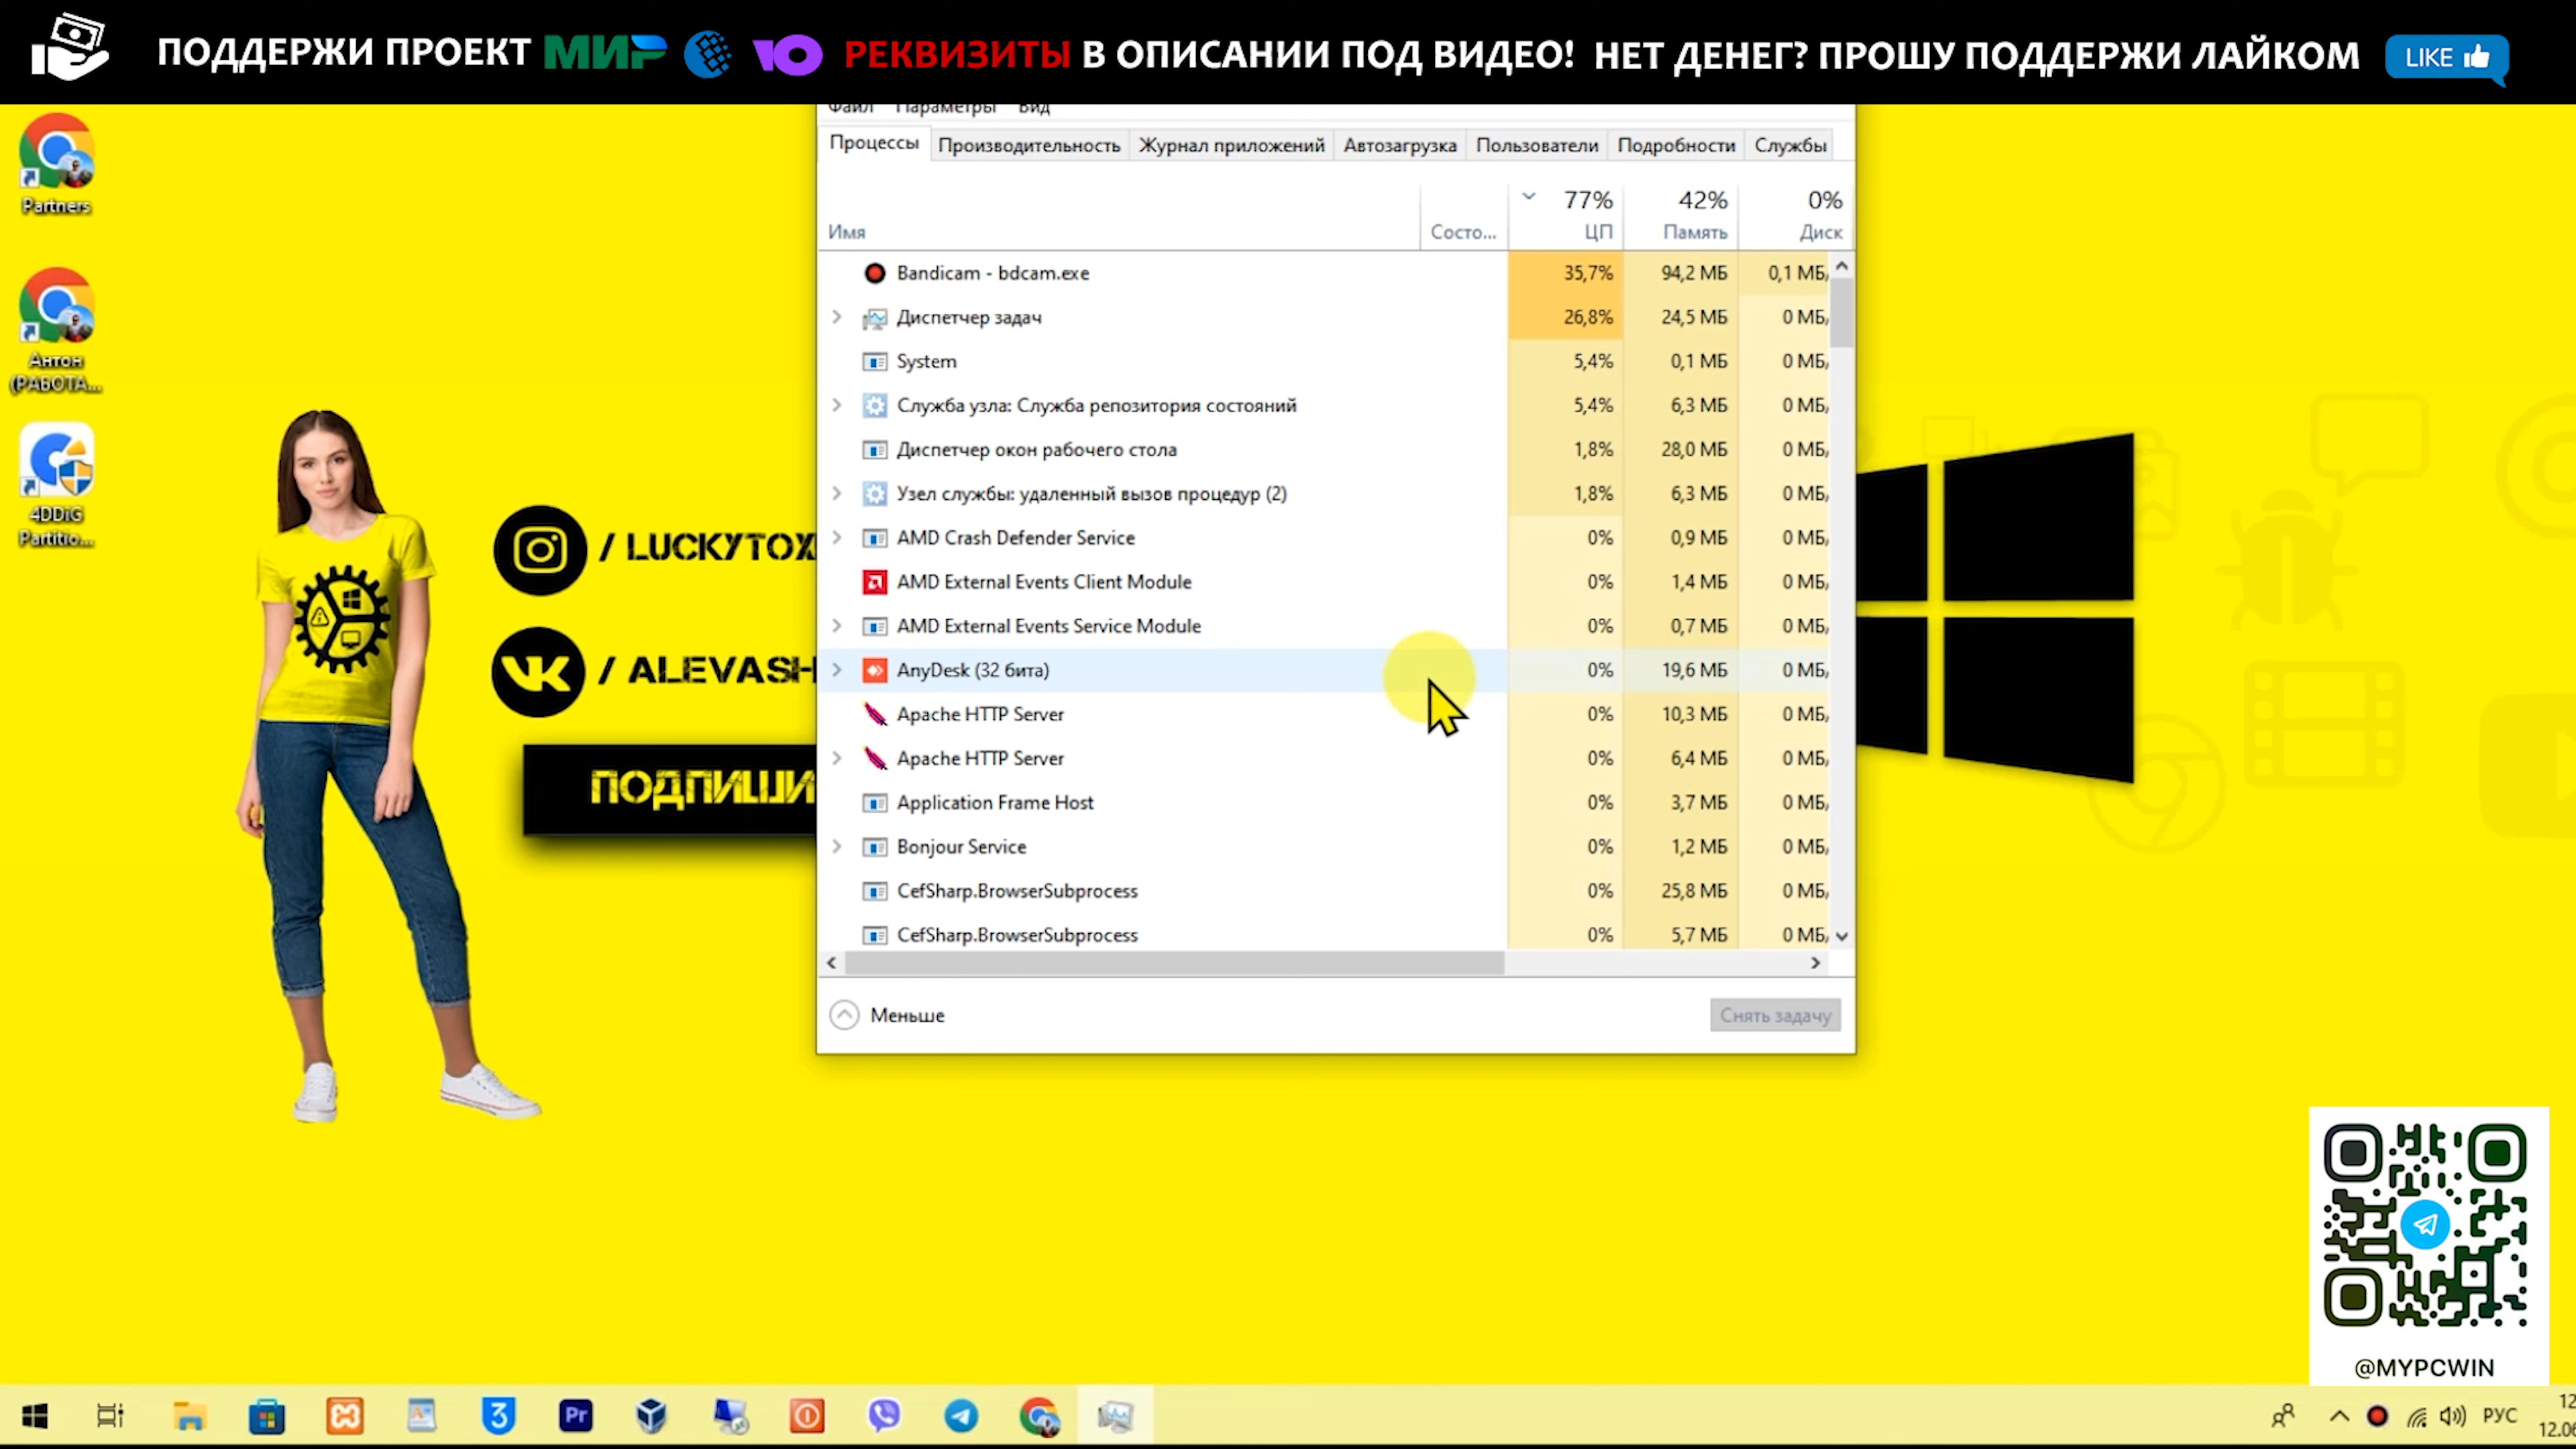 ПОДДЕРЖИ ПРОЕКТ МИР Ю РЕКВИЗИТЫ В ОПИСАНИИ ПОД ВИДЕО! НЕТ ДЕНЕГ? ПРОШУ ПОДДЕРЖИ ЛАЙКОМ LIKE
Файл Параметры Вид
Процессы Производительность Журнал приложений Автозагрузка Пользователи Подробности Службы
77% 42% 0%
Имя Состо... ЦП Память Диск
Bandicam - bdcam.exe 35,7% 94,2 МБ 0,1 МБ/
Диспетчер задач 26,8% 24,5 МБ 0 МБ/
System 5,4% 0,1 МБ 0 МБ/
Служба узла: Служба репозитория состояний 5,4% 6,3 МБ 0 МБ/
Диспетчер окон рабочего стола 1,8% 28,0 МБ 0 МБ/
Узел службы: удаленный вызов процедур (2) 1,8% 6,3 МБ 0 МБ/
AMD Crash Defender Service 0% 0,9 МБ 0 МБ/
AMD External Events Client Module 0% 1,4 МБ 0 МБ/
AMD External Events Service Module 0% 0,7 МБ 0 МБ/
AnyDesk (32 бита) 0% 19,6 МБ 0 МБ/
Apache HTTP Server 0% 10,3 МБ 0 МБ/
Apache HTTP Server 0% 6,4 МБ 0 МБ/
Application Frame Host 0% 3,7 МБ 0 МБ/
Bonjour Service 0% 1,2 МБ 0 МБ/
CefSharp.BrowserSubprocess 0% 25,8 МБ 0 МБ/
CefSharp.BrowserSubprocess 0% 5,7 МБ 0 МБ/
Меньше Снять задачу
Partners
Антон
(РАБОТА...
4DDiG
Partitio...
/ LUCKYTOX
/ ALEVASH
ПОДПИШИ
@MYPCWIN
3 Pr
РУС
12
12.0